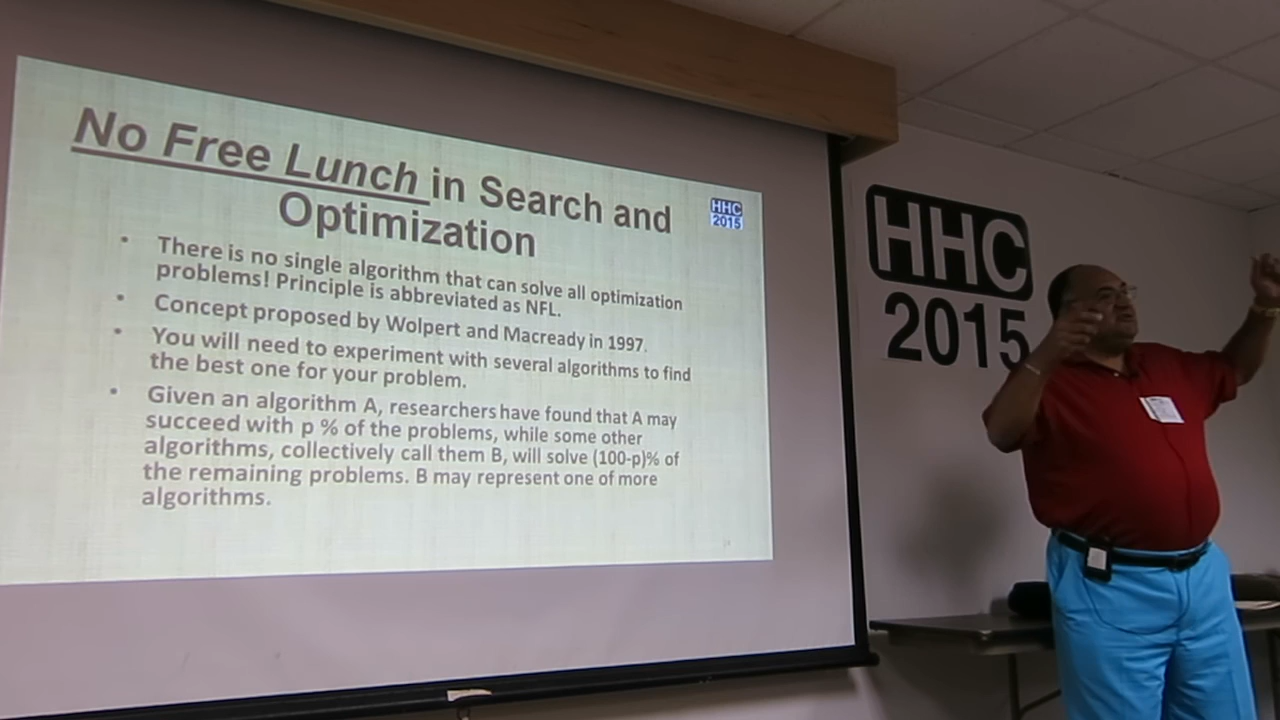 No Free Lunch in Search and
Optimization
HHC
2015
• There is no single algorithm that can solve all optimization
problems! Principle is abbreviated as NFL.
• Concept proposed by Wolpert and Macready in 1997.
• You will need to experiment with several algorithms to find
the best one for your problem.
• Given an algorithm A, researchers have found that A may
succeed with p % of the problems, while some other
algorithms, collectively call them B, will solve (100-p)% of
the remaining problems. B may represent one of more
algorithms.
HHC
2015